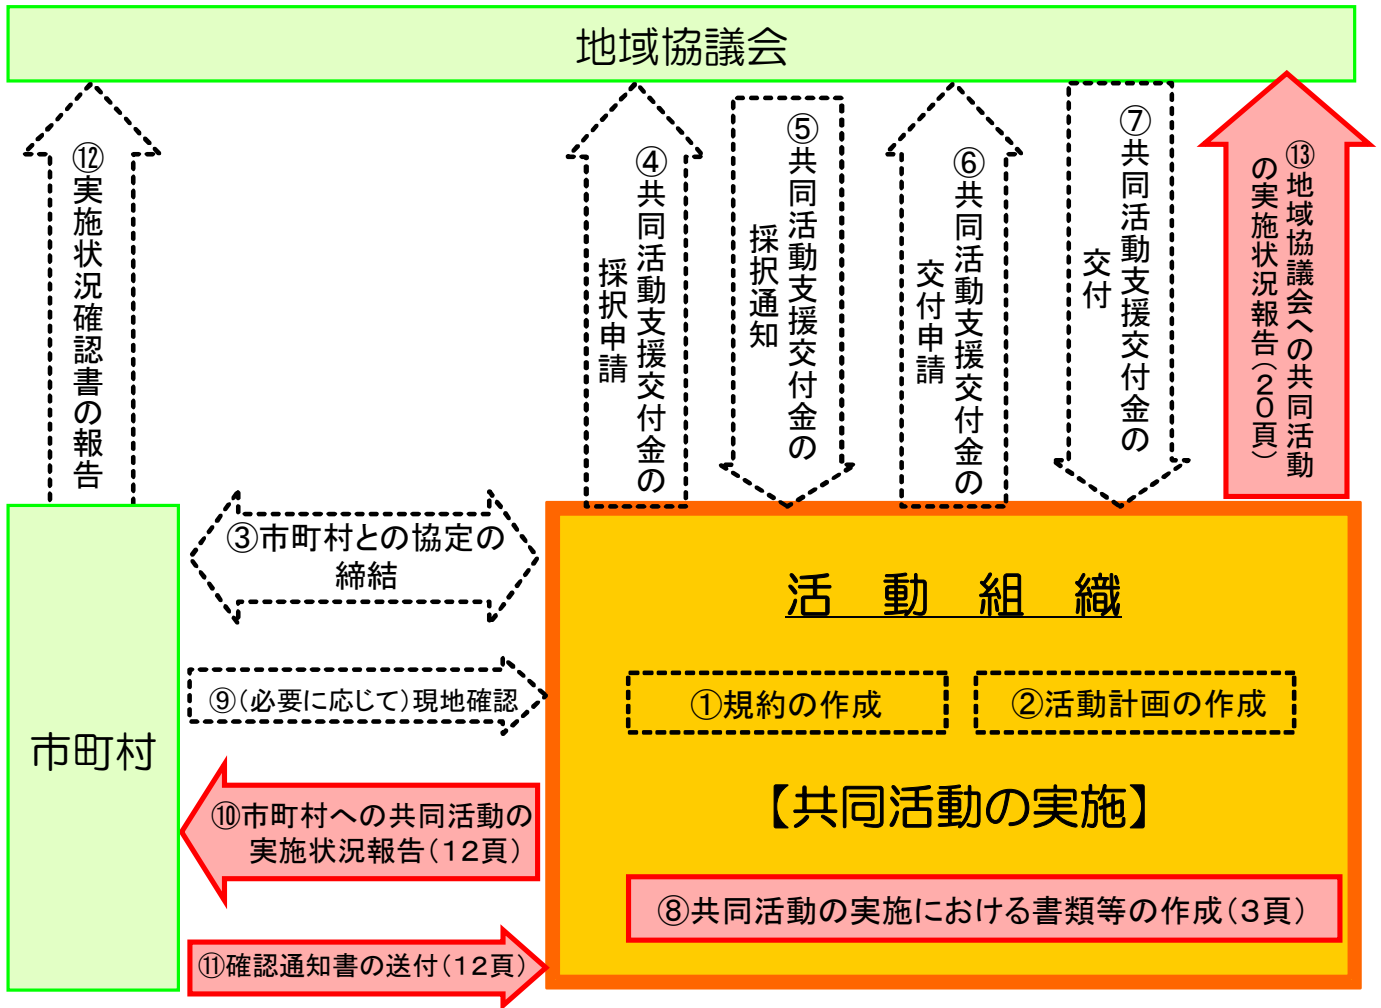 地域協議会
⑫実施状況確認書の報告
④共同活動支援交付金の
採択申請
⑤共同活動支援交付金の
採択通知
⑥共同活動支援交付金の
交付申請
⑦共同活動支援交付金の
交付
⑬地域協議会への共同活動
の実施状況報告(20頁)
③市町村との協定の
締結
活動組織
⑨(必要に応じて)現地確認
①規約の作成
②活動計画の作成
市町村
【共同活動の実施】
⑩市町村への共同活動の
実施状況報告(12頁)
⑧共同活動の実施における書類等の作成(3頁)
⑪確認通知書の送付(12頁)